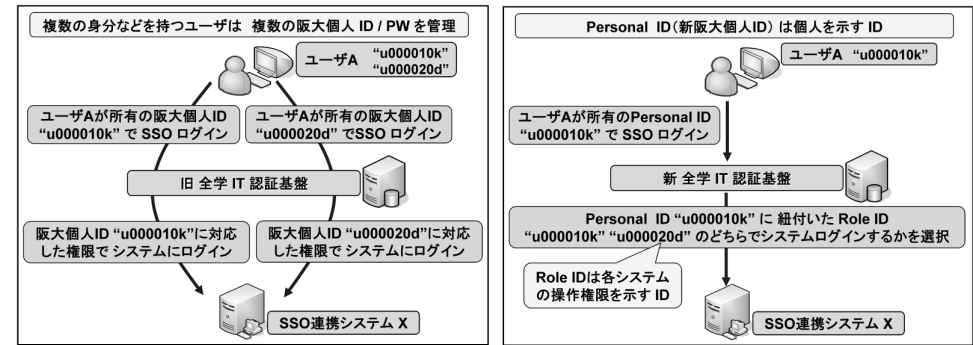 複数の身分などを持つユーザは 複数の阪大個人 ID / PW を管理
ユーザA “u000010k”
“u000020d”
ユーザAが所有の阪大個人ID
“u000010k” で SSO ログイン
ユーザAが所有の阪大個人ID
“u000020d” でSSO ログイン
旧 全学 IT 認証基盤
阪大個人ID “u000010k”に対応
した権限で システムにログイン
阪大個人ID “u000020d”に対応
した権限で システムにログイン
SSO連携システム X
Personal ID（新阪大個人ID）は個人を示す ID
ユーザA “u000010k”
ユーザAが所有のPersonal ID
“u000010k” で SSO ログイン
新 全学 IT 認証基盤
Personal ID “u000010k” に 紐付いた Role ID
“u000010k” “u000020d” のどちらでシステムログインするかを選択
Role IDは各システム
の操作権限を示す ID
SSO連携システム X